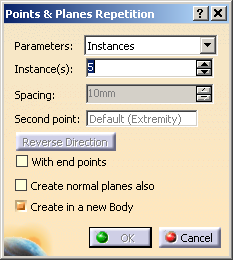 Points & Planes Repetition
Parameters: Instances
Instance(s): 5
Spacing: 10mm
Second point: Default (Extremity)
Reverse Direction
With end points
Create normal planes also
Create in a new Body
OK Cancel